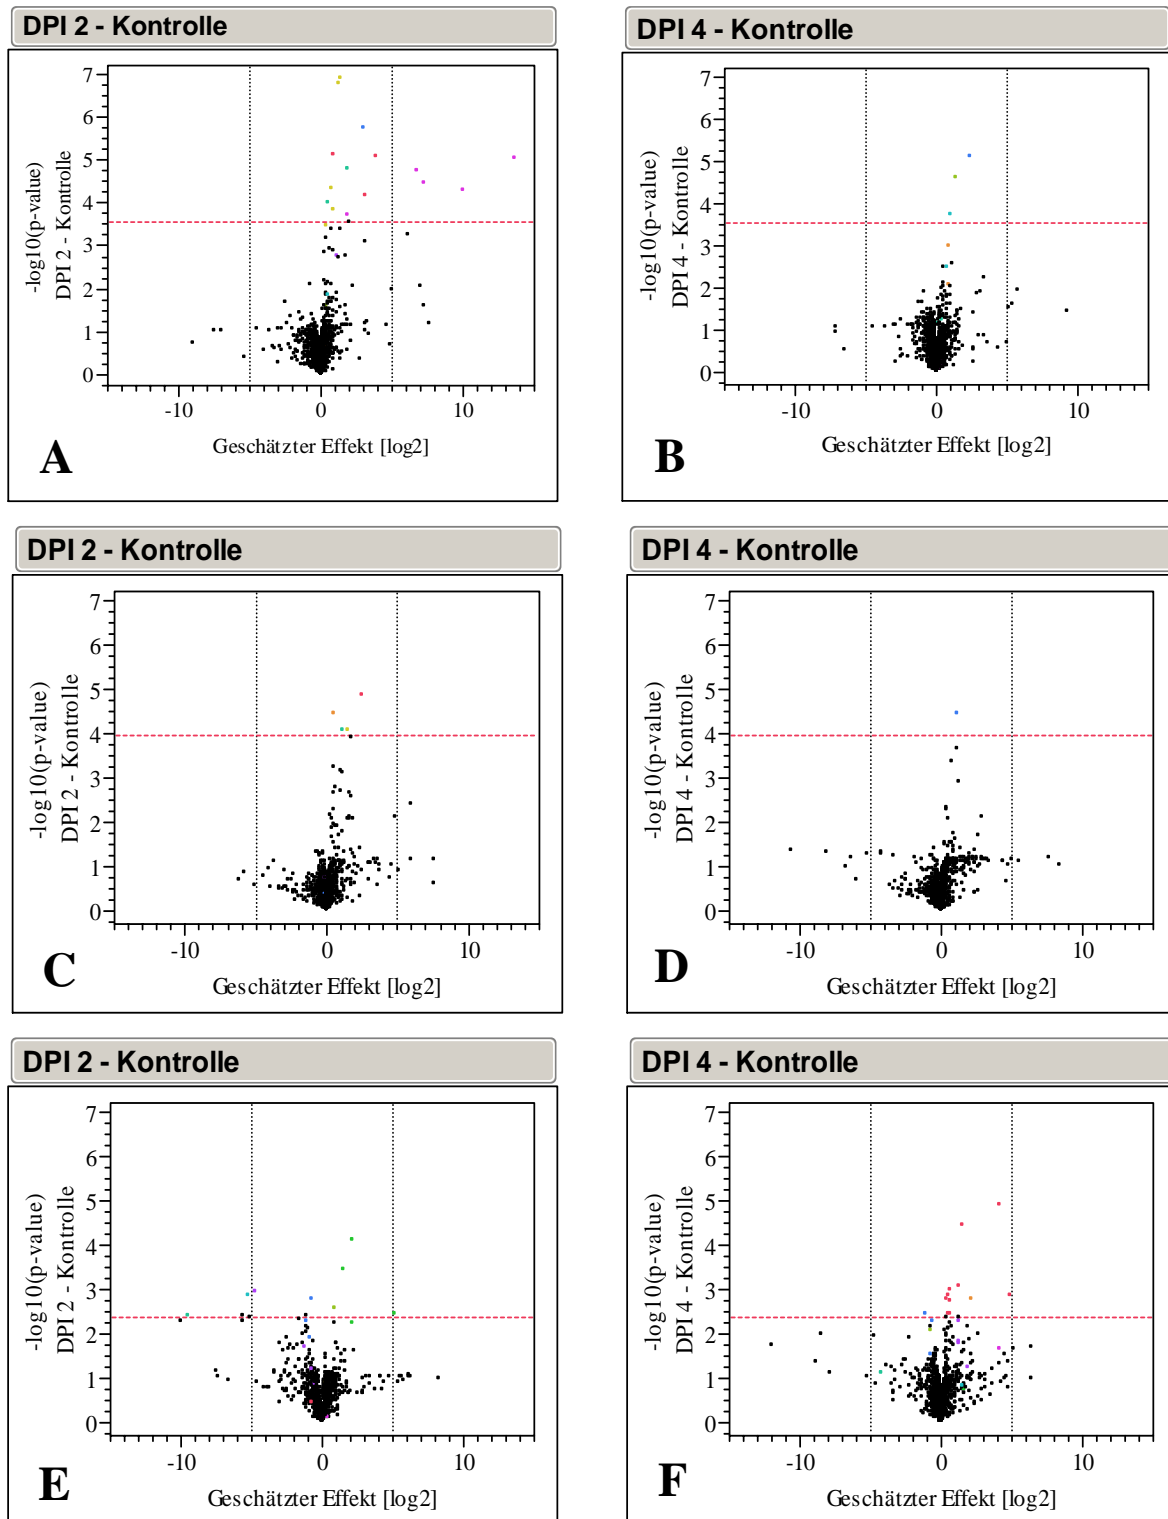 DPI 2 - Kontrolle
-log10(p-value)
DPI 2 - Kontrolle
7
6
5
4
3
2
1
0
-10 0 10
Geschätzter Effekt [log2]
A
DPI 4 - Kontrolle
-log10(p-value)
DPI 4 - Kontrolle
7
6
5
4
3
2
1
0
-10 0 10
Geschätzter Effekt [log2]
B
DPI 2 - Kontrolle
-log10(p-value)
DPI 2 - Kontrolle
7
6
5
4
3
2
1
0
-10 0 10
Geschätzter Effekt [log2]
C
DPI 4 - Kontrolle
-log10(p-value)
DPI 4 - Kontrolle
7
6
5
4
3
2
1
0
-10 0 10
Geschätzter Effekt [log2]
D
DPI 2 - Kontrolle
-log10(p-value)
DPI 2 - Kontrolle
7
6
5
4
3
2
1
0
-10 0 10
Geschätzter Effekt [log2]
E
DPI 4 - Kontrolle
-log10(p-value)
DPI 4 - Kontrolle
7
6
5
4
3
2
1
0
-10 0 10
Geschätzter Effekt [log2]
F